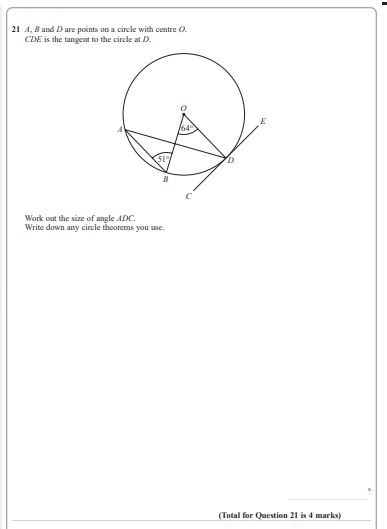 21 A, B and D are points on a circle with centre O.
CDE is the tangent to the circle at D.
O
64°
A
E
51°
D
B
C
Work out the size of angle ADC.
Write down any circle theorems you use.
°
(Total for Question 21 is 4 marks)